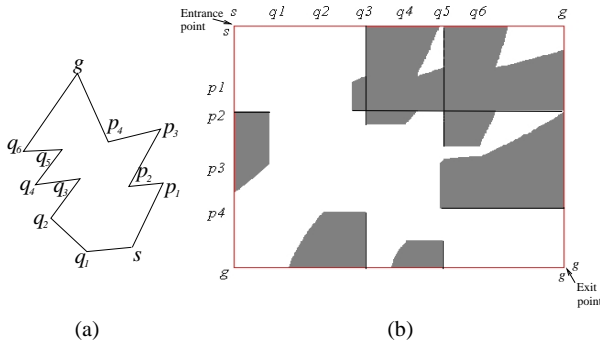 g
p4
p3
q6
q5
q4
q3
p2
p1
q2
q1
s
(a)
Entrance
point
s q1 q2 q3 q4 q5 q6 g
s
p1
p2
p3
p4
g
g g
Exit
point
(b)